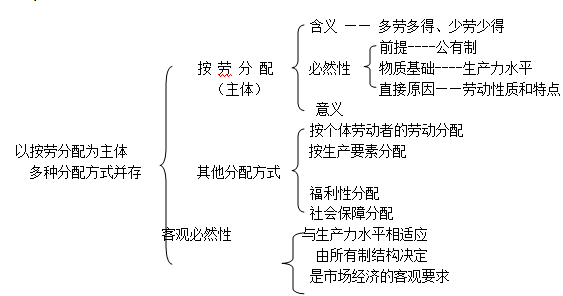 含义 —— 多劳多得、少劳少得
前提----公有制
按 劳 分 配
必然性
物质基础----生产力水平
（主体）
直接原因——劳动性质和特点
意义
以按劳分配为主体
多种分配方式并存
按个体劳动者的劳动分配
按生产要素分配
其他分配方式
福利性分配
社会保障分配
客观必然性
与生产力水平相适应
由所有制结构决定
是市场经济的客观要求